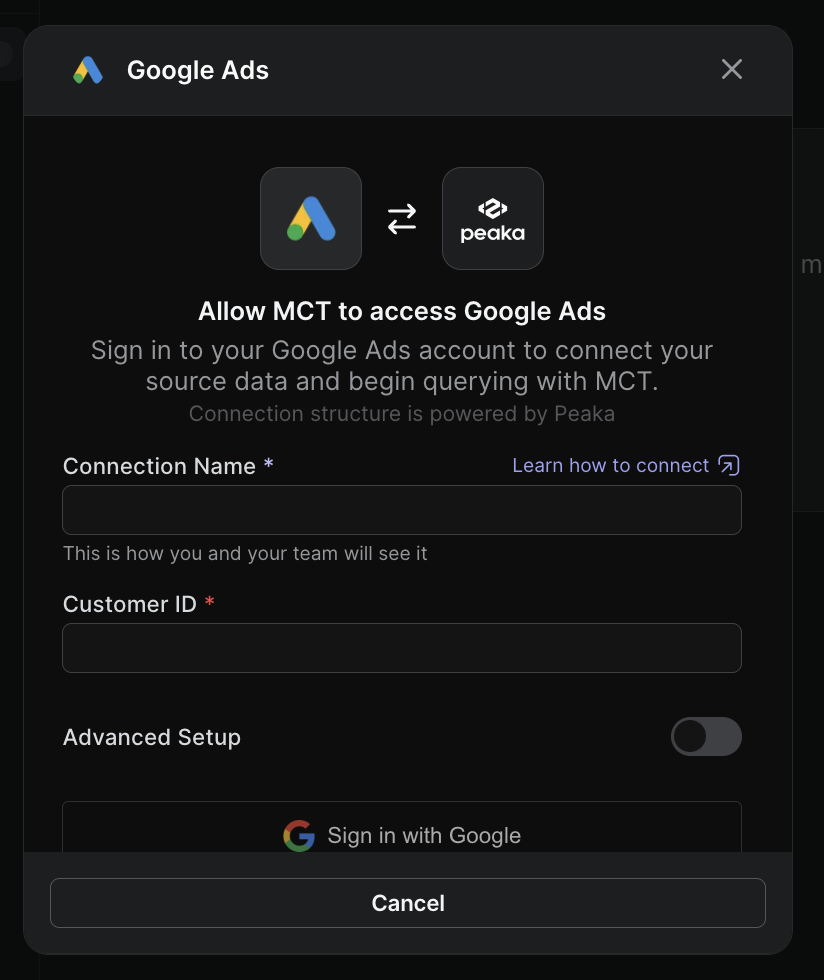 Google Ads
peaka
Allow MCT to access Google Ads
Sign in to your Google Ads account to connect your
source data and begin querying with MCT.
Connection structure is powered by Peaka
Connection Name *
Learn how to connect
This is how you and your team will see it
Customer ID *
Advanced Setup
Sign in with Google
Cancel
m